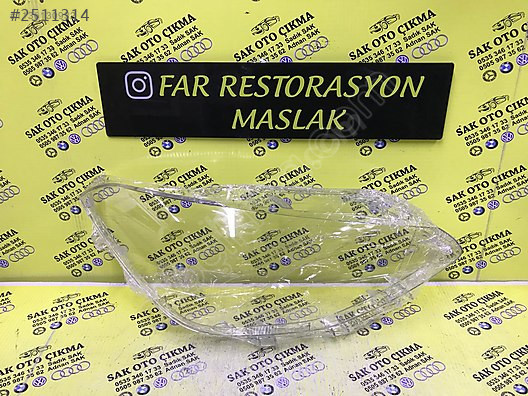 #2511314
FAR RESTORASYON
MASLAK
SAK OTO ÇIKMA
0535 346 17 33 Sadık SAK
0505 987 35 62 Adnan SAK